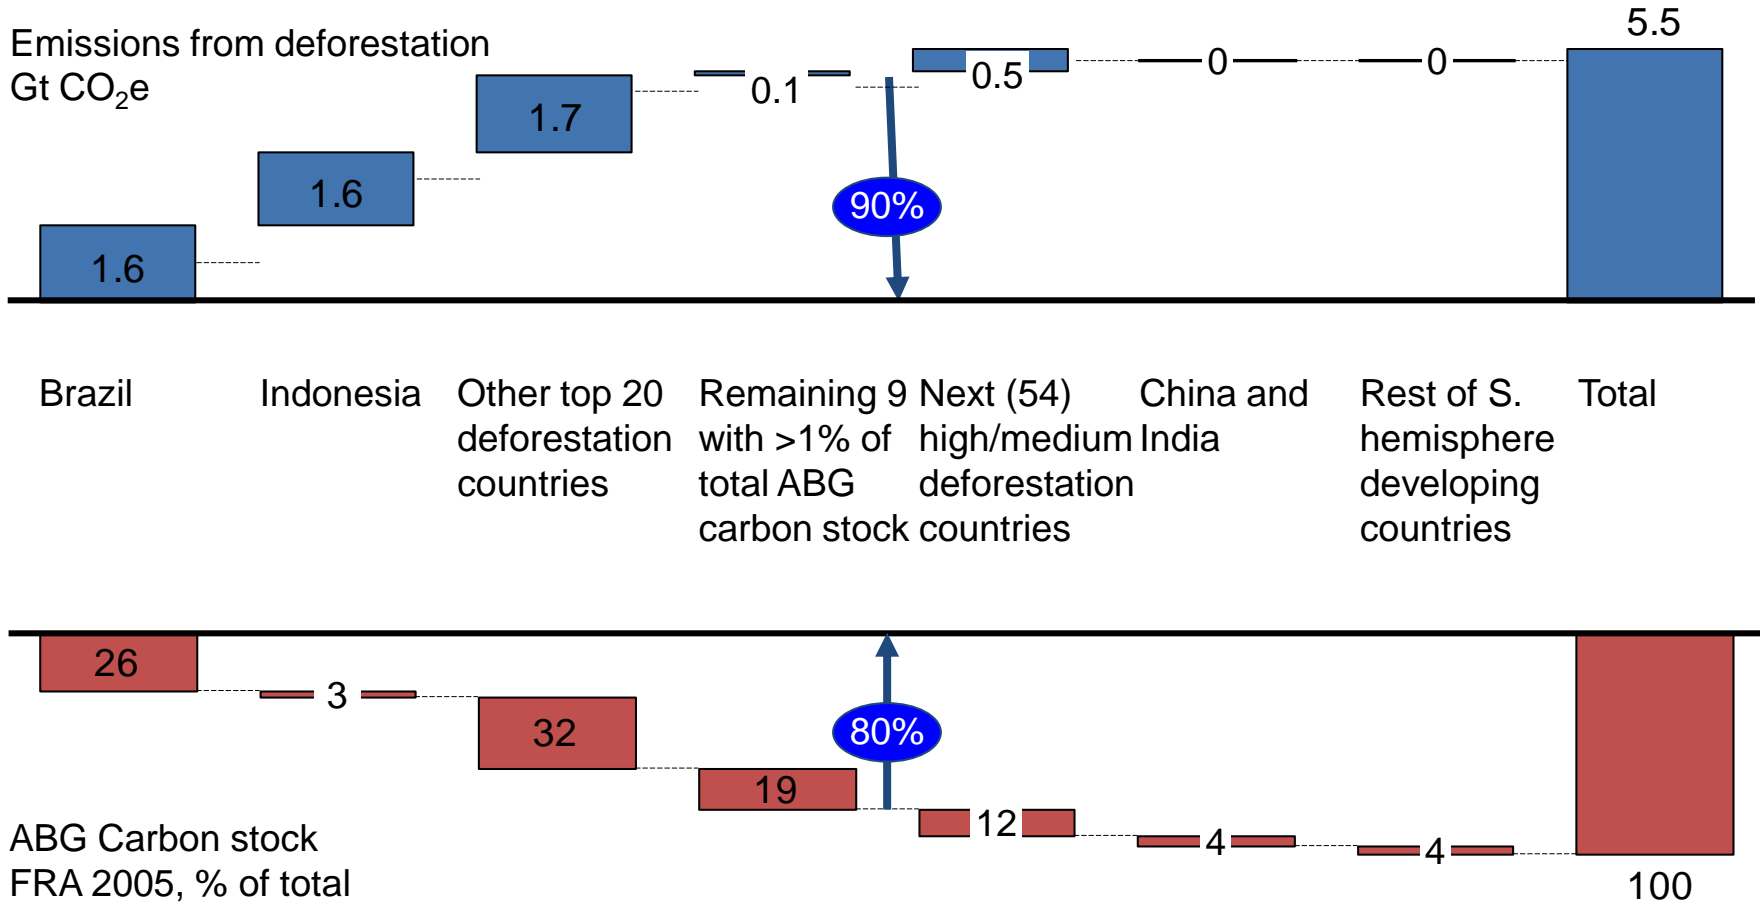 Emissions from deforestation
Gt CO₂e
1.6
1.6
1.7
0.1
0.5
0
0
5.5
90%
Brazil
Indonesia
Other top 20
deforestation
countries
Remaining 9
with >1% of
total ABG
carbon stock
Next (54)
high/medium
deforestation
countries
China and
India
Rest of S.
hemisphere
developing
countries
Total
26
3
32
19
80%
12
4
4
100
ABG Carbon stock
FRA 2005, % of total